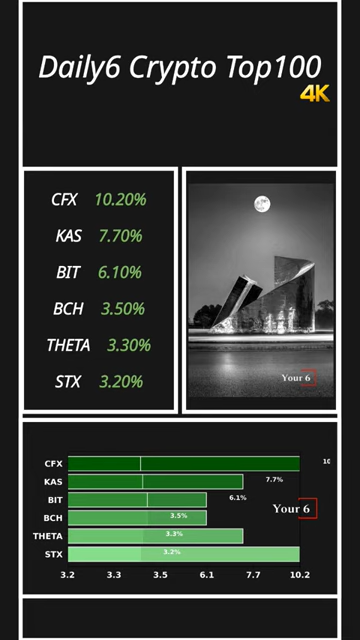 Daily6 Crypto Top100
4K
CFX 10.20%
KAS 7.70%
BIT 6.10%
BCH 3.50%
THETA 3.30%
STX 3.20%
Your 6
CFX 10
KAS 7.7%
BIT 6.1%
BCH 3.5%
Your 6
THETA 3.3%
STX 3.2%
3.2 3.3 3.5 6.1 7.7 10.2